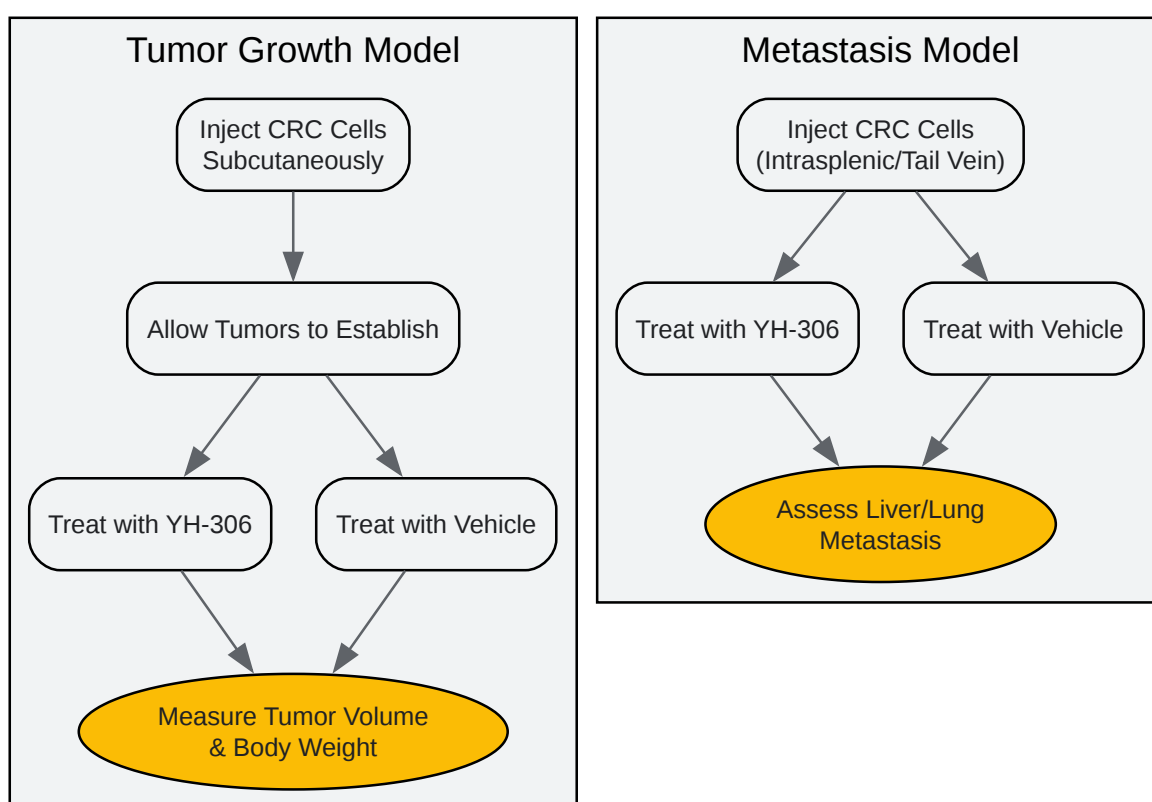 Tumor Growth Model
Inject CRC Cells
Subcutaneously
Allow Tumors to Establish
Treat with YH-306
Treat with Vehicle
Measure Tumor Volume
& Body Weight
Metastasis Model
Inject CRC Cells
(Intrasplenic/Tail Vein)
Treat with YH-306
Treat with Vehicle
Assess Liver/Lung
Metastasis